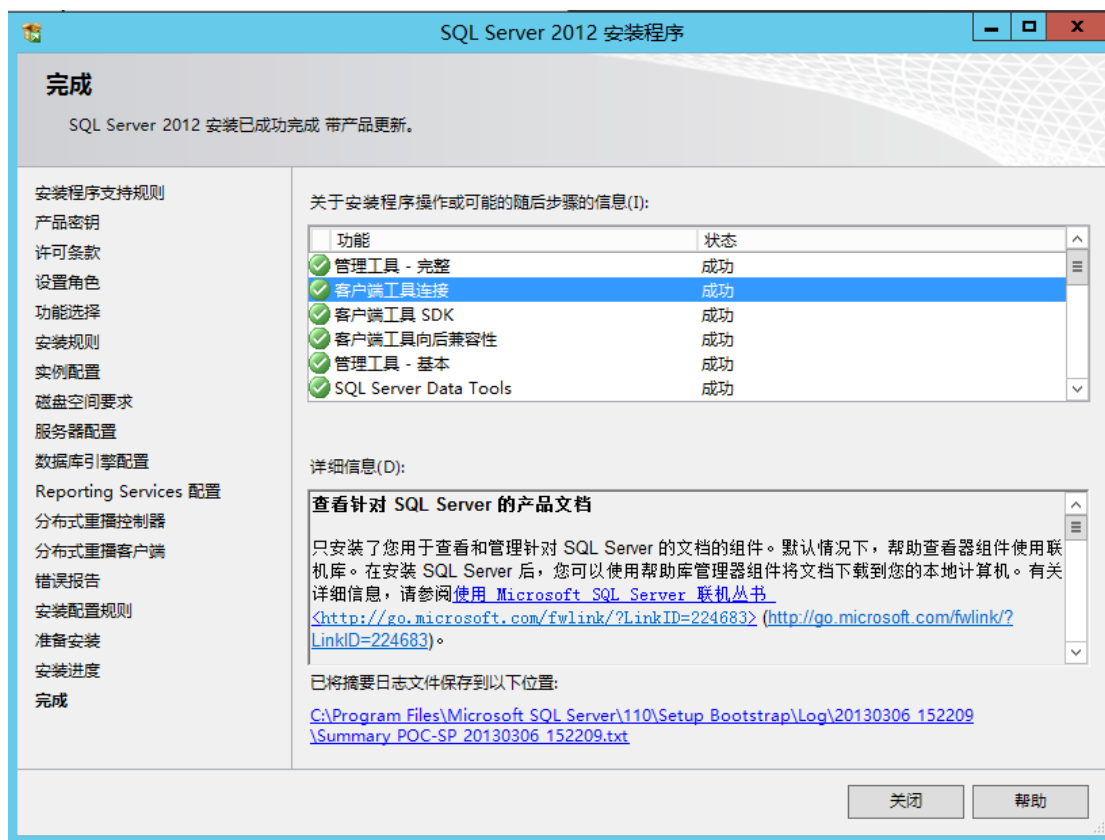 SQL Server 2012 安装程序
完成
SQL Server 2012 安装已成功完成 带产品更新。
安装程序支持规则
产品密钥
许可条款
设置角色
功能选择
安装规则
实例配置
磁盘空间要求
服务器配置
数据库引擎配置
Reporting Services 配置
分布式重播控制器
分布式重播客户端
错误报告
安装配置规则
准备安装
安装进度
完成
关于安装程序操作或可能的随后步骤的信息(I):
功能 状态
管理工具 - 完整 成功
客户端工具连接 成功
客户端工具 SDK 成功
客户端工具向后兼容性 成功
管理工具 - 基本 成功
SQL Server Data Tools 成功
详细信息(D):
查看针对 SQL Server 的产品文档
只安装了您用于查看和管理针对 SQL Server 的文档的组件。默认情况下，帮助查看器组件使用联
机库。在安装 SQL Server 后，您可以使用帮助库管理器组件将文档下载到您的本地计算机。有关
详细信息，请参阅使用 Microsoft SQL Server 联机丛书
<http://go.microsoft.com/fwlink/?LinkID=224683> (http://go.microsoft.com/fwlink/?
LinkID=224683)。
已将摘要日志文件保存到以下位置:
C:\Program Files\Microsoft SQL Server\110\Setup Bootstrap\Log\20130306_152209
\Summary_POC-SP_20130306_152209.txt
关闭 帮助